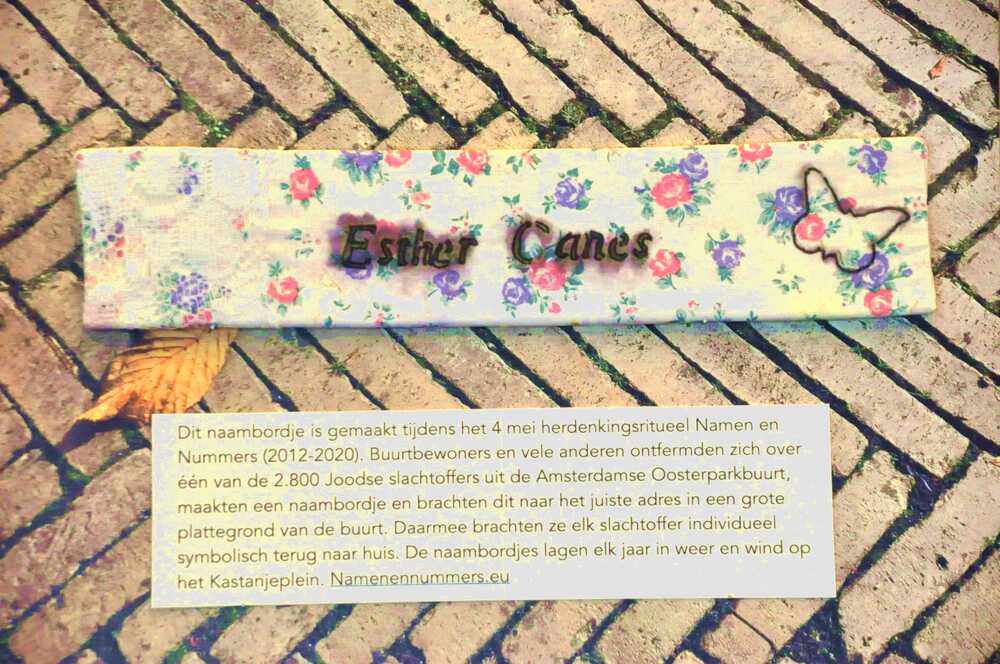 Esther Canes
Dit naambordje is gemaakt tijdens het 4 mei herdenkingsritueel Namen en
Nummers (2012-2020). Buurtbewoners en vele anderen ontfermden zich over
één van de 2.800 Joodse slachtoffers uit de Amsterdamse Oosterparkbuurt,
maakten een naambordje en brachten dit naar het juiste adres in een grote
plattegrond van de buurt. Daarmee brachten ze elk slachtoffer individueel
symbolisch terug naar huis. De naambordjes lagen elk jaar in weer en wind op
het Kastanjeplein. Namenennummers.eu